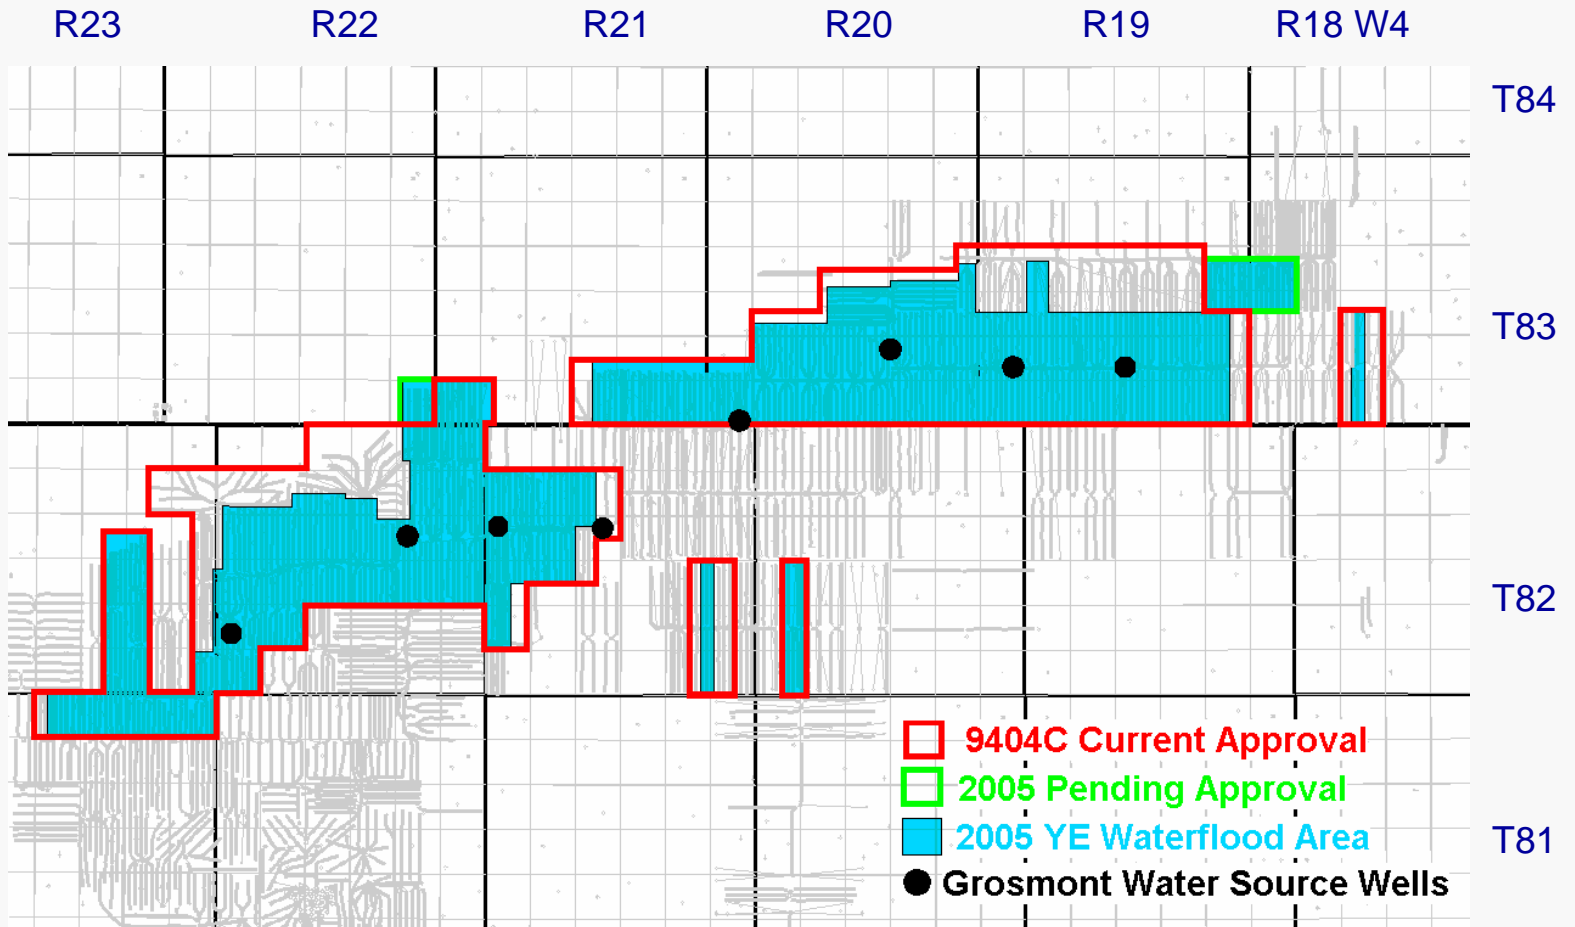 R23 R22 R21 R20 R19 R18 W4
T84
T83
T82
9404C Current Approval
2005 Pending Approval
2005 YE Waterflood Area
T81
Grosmont Water Source Wells